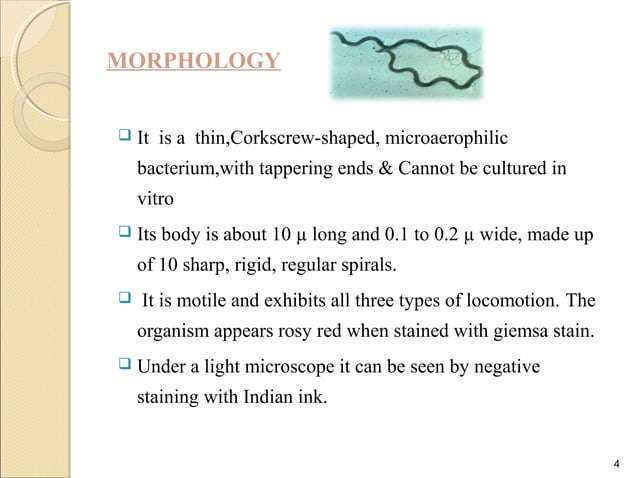 MORPHOLOGY
It is a thin,Corkscrew-shaped, microaerophilic
bacterium,with tappering ends & Cannot be cultured in
vitro
Its body is about 10 µ long and 0.1 to 0.2 µ wide, made up
of 10 sharp, rigid, regular spirals.
It is motile and exhibits all three types of locomotion. The
organism appears rosy red when stained with giemsa stain.
Under a light microscope it can be seen by negative
staining with Indian ink.
4